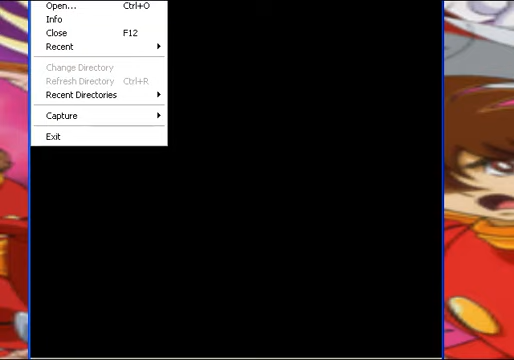 Open... Ctrl+O
Info
Close F12
Recent
Change Directory
Refresh Directory Ctrl+R
Recent Directories
Capture
Exit